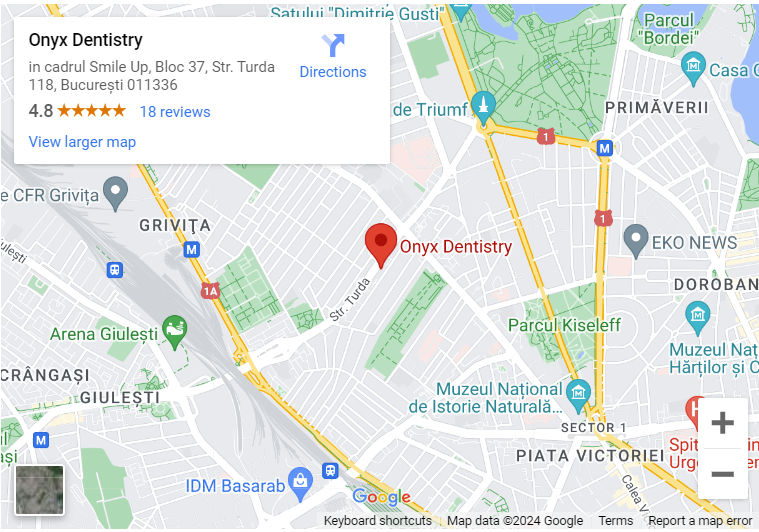 Satului "Dimitrie Gusti"
Parcul
"Bordei"
Onyx Dentistry
in cadrul Smile Up, Bloc 37, Str. Turda
118, București 011336
4.8
18 reviews
View larger map
Directions
Casa C
de Triumf
PRIMĂVERII
1
M
e CFR Grivița
GRIVIŢA
M
1
Onyx Dentistry
EKO NEWS
Giulești
1A
DOROBAN
Str. Turda
Arena Giulești
Parcul Kiseleff
Muzeul Naț
Hărților și C
CRÂNGAȘI
GIULEȘTI
Muzeul Național
de Istorie Naturală...
H
SECTOR 1
M
PIATA VICTORIEI
Spit
in
Urge
en
IDM Basarab
Calea V
Google
+
−
Keyboard shortcuts
Map data ©2024 Google
Terms
Report a map error